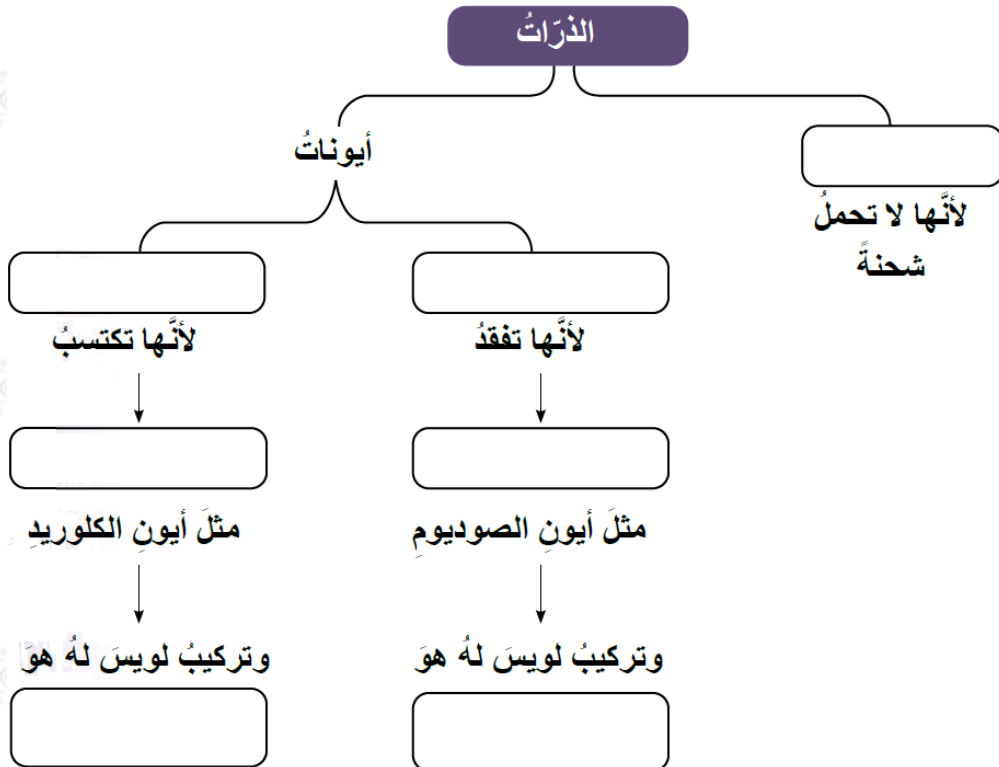 الذرّاتُ
أيوناتُ
لأنَّها لا تحملُ
شحنةً
لأنَّها تفقدُ
لأنَّها تكتسبُ
مثلَ أيونِ الصوديومِ
مثلَ أيونِ الكلوريدِ
وتركيبُ لويسَ لهُ هوَ
وتركيبُ لويسَ لهُ هوَ